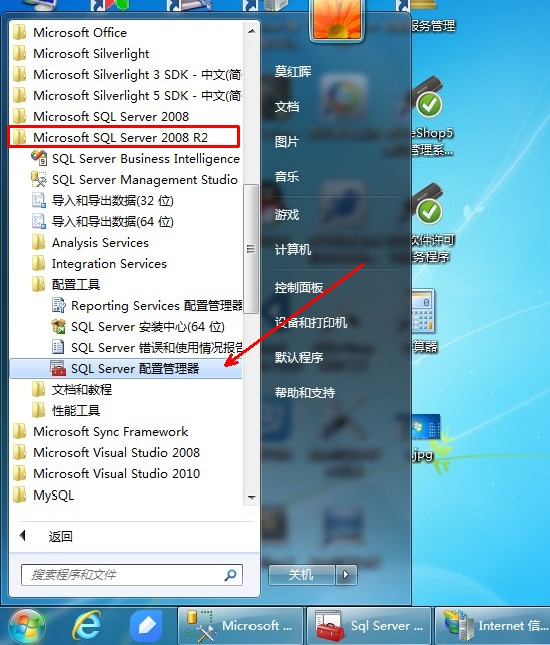 Microsoft Office
Microsoft Silverlight
Microsoft Silverlight 3 SDK - 中文(简
Microsoft Silverlight 5 SDK - 中文(简
Microsoft SQL Server 2008
Microsoft SQL Server 2008 R2
SQL Server Business Intelligence
SQL Server Management Studio
导入和导出数据(32 位)
导入和导出数据(64 位)
Analysis Services
Integration Services
配置工具
Reporting Services 配置管理器
SQL Server 安装中心(64 位)
SQL Server 错误和使用情况报告
SQL Server 配置管理器
文档和教程
性能工具
Microsoft Sync Framework
Microsoft Visual Studio 2008
Microsoft Visual Studio 2010
MySQL
返回
搜索程序和文件
莫红晖
文档
图片
音乐
游戏
计算机
控制面板
设备和打印机
默认程序
帮助和支持
关机
服务管理
eShop5
管理系...
软件许可
务程序
算器
.jpg
Microsoft ...
Sql Server ...
Internet 信...